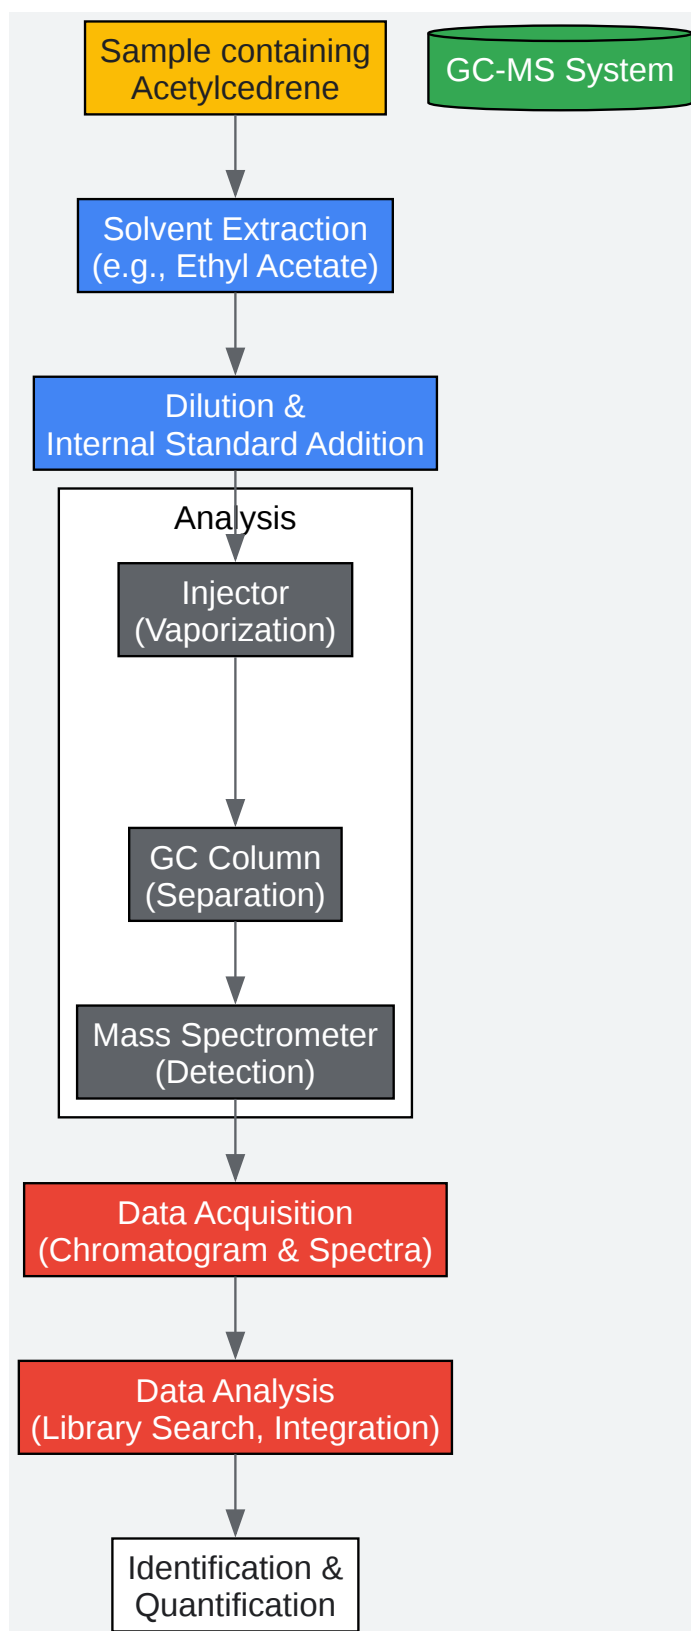 Sample containing
Acetylcedrene
GC-MS System
Solvent Extraction
(e.g., Ethyl Acetate)
Dilution &
Internal Standard Addition
Analysis
Injector
(Vaporization)
GC Column
(Separation)
Mass Spectrometer
(Detection)
Data Acquisition
(Chromatogram & Spectra)
Data Analysis
(Library Search, Integration)
Identification &
Quantification